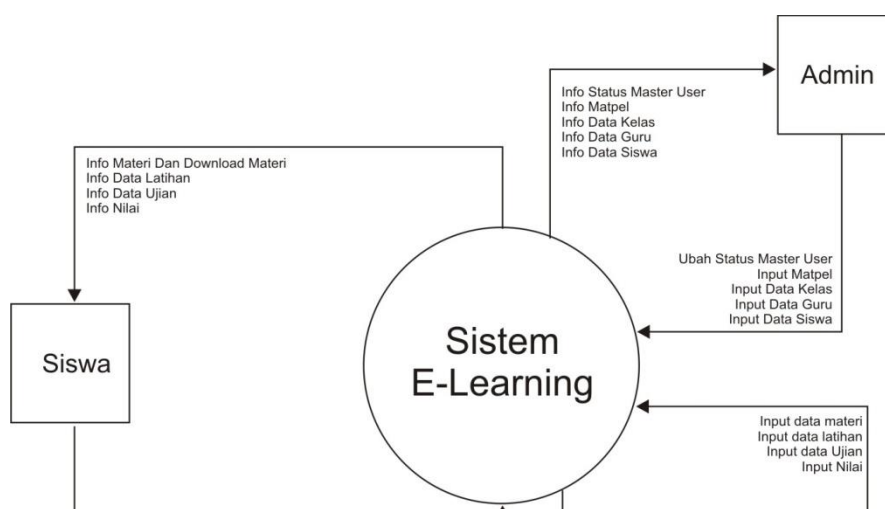 Admin
Info Status Master User
Info Matpel
Info Data Kelas
Info Data Guru
Info Data Siswa
Info Materi Dan Download Materi
Info Data Latihan
Info Data Ujian
Info Nilai
Ubah Status Master User
Input Matpel
Input Data Kelas
Input Data Guru
Input Data Siswa
Siswa
Sistem
E-Learning
Input data materi
Input data latihan
Input data Ujian
Input Nilai